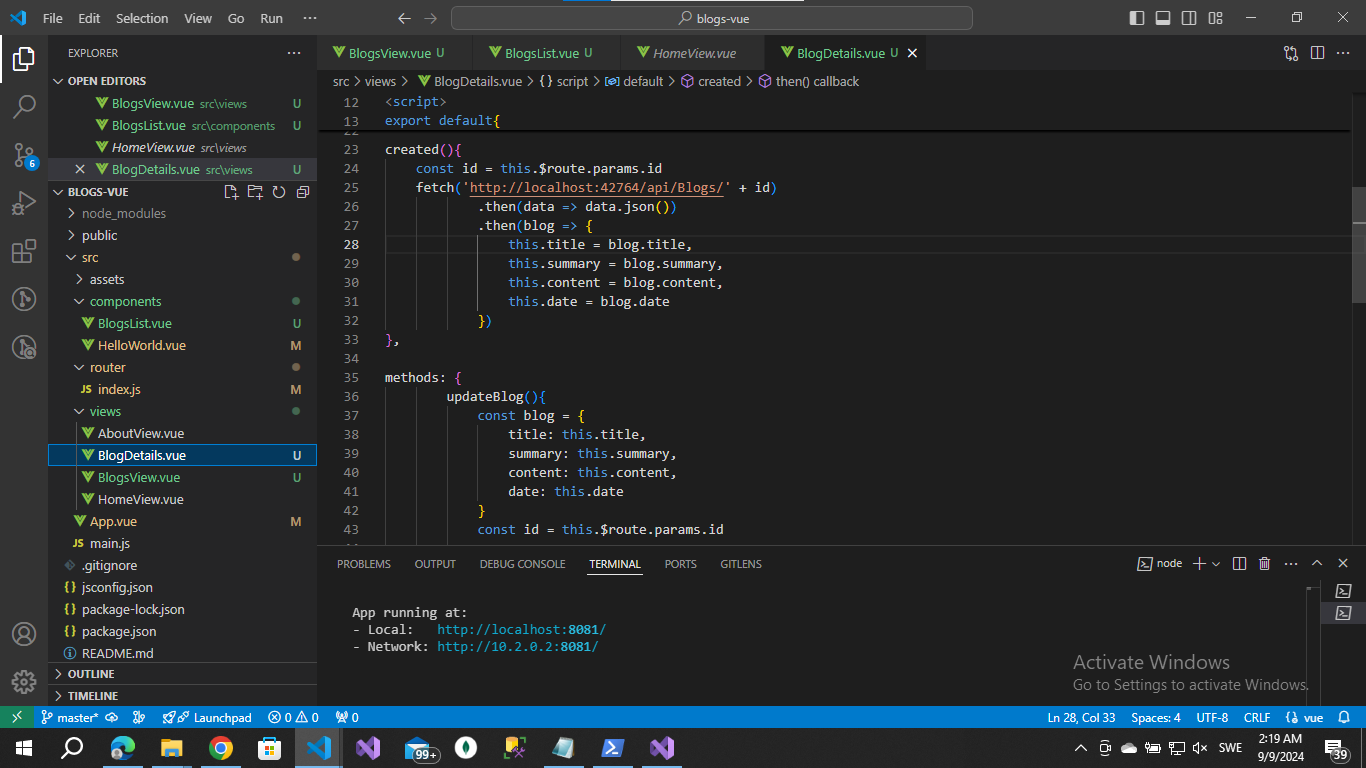 File Edit Selection View Go Run ··· blogs-vue
EXPLORER ···
OPEN EDITORS
BlogsView.vue src\views U
BlogsList.vue src\components U
HomeView.vue src\views
BlogDetails.vue src\views U
BLOGS-VUE
node_modules
public
src
assets
components
BlogsList.vue U
HelloWorld.vue M
router
JS index.js M
views
AboutView.vue
BlogDetails.vue U
BlogsView.vue U
HomeView.vue
App.vue M
JS main.js
.gitignore
{} jsconfig.json
{} package-lock.json
{} package.json
README.md
OUTLINE
TIMELINE
6
BlogsView.vue U BlogsList.vue U HomeView.vue BlogDetails.vue U
src > views > BlogDetails.vue > {} script > default > created > then() callback
12 <script>
13 export default{
22
23 created(){
24 const id = this.$route.params.id
25 fetch('http://localhost:42764/api/Blogs/' + id)
26 .then(data => data.json())
27 .then(blog => {
28 this.title = blog.title,
29 this.summary = blog.summary,
30 this.content = blog.content,
31 this.date = blog.date
32 })
33 },
34
35 methods: {
36 updateBlog(){
37 const blog = {
38 title: this.title,
39 summary: this.summary,
40 content: this.content,
41 date: this.date
42 }
43 const id = this.$route.params.id
PROBLEMS OUTPUT DEBUG CONSOLE TERMINAL PORTS GITLENS node
App running at:
- Local: http://localhost:8081/
- Network: http://10.2.0.2:8081/
Activate Windows
Go to Settings to activate Windows.
master* Launchpad 0 0 0 Ln 28, Col 33 Spaces: 4 UTF-8 CRLF vue
99+ SWE 2:19 AM
9/9/2024 39